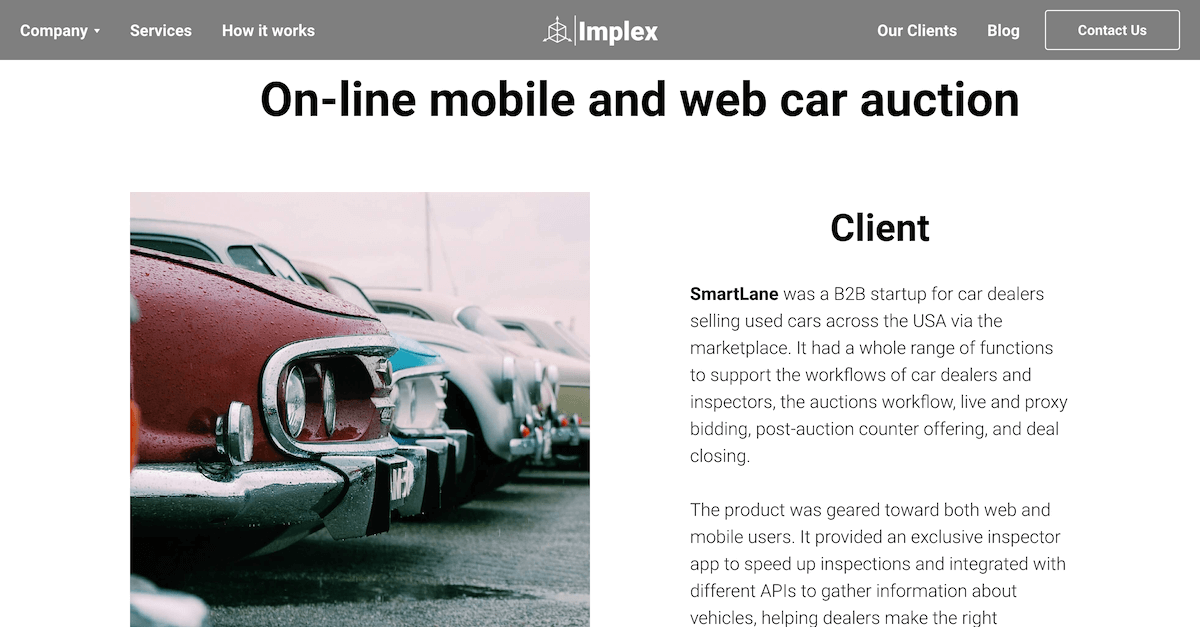 Company Services How it works Implex Our Clients Blog Contact Us
On-line mobile and web car auction
Client
SmartLane was a B2B startup for car dealers
selling used cars across the USA via the
marketplace. It had a whole range of functions
to support the workflows of car dealers and
inspectors, the auctions workflow, live and proxy
bidding, post-auction counter offering, and deal
closing.
The product was geared toward both web and
mobile users. It provided an exclusive inspector
app to speed up inspections and integrated with
different APIs to gather information about
vehicles, helping dealers make the right